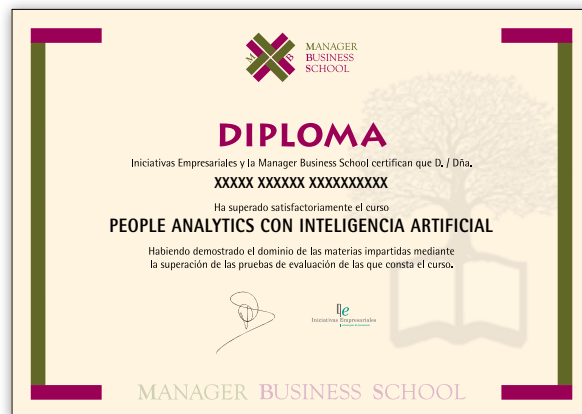 M B
MANAGER
BUSINESS
SCHOOL
DIPLOMA
Iniciativas Empresariales y la Manager Business School certifican que D. / Dña.
XXXXX XXXXXX XXXXXXXXXX
Ha superado satisfactoriamente el curso
PEOPLE ANALYTICS CON INTELIGENCIA ARTIFICIAL
Habiendo demostrado el dominio de las materias impartidas mediante
la superación de las pruebas de evaluación de las que consta el curso.
Iniciativas Empresariales
MANAGER BUSINESS SCHOOL